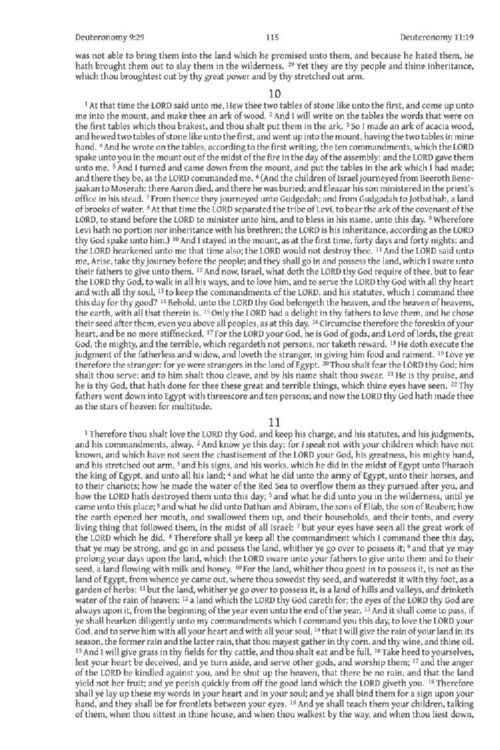 Deuteronomy 9:29 115 Deuteronomy 11:19
was not able to bring them into the land which he promised unto them, and because he hated them, he
hath brought them out to slay them in the wilderness. 29 Yet they are thy people and thine inheritance,
which thou broughtest out by thy great power and by thy stretched out arm.
10
1 At that time the LORD said unto me, Hew thee two tables of stone like unto the first, and come up unto
me into the mount, and make thee an ark of wood. 2 And I will write on the tables the words that were on
the first tables which thou brakest, and thou shalt put them in the ark. 3 So I made an ark of acacia wood,
and hewed two tables of stone like unto the first, and went up into the mount, having the two tables in mine
hand. 4 And he wrote on the tables, according to the first writing, the ten commandments, which the LORD
spake unto you in the mount out of the midst of the fire in the day of the assembly: and the LORD gave them
unto me. 5 And I turned and came down from the mount, and put the tables in the ark which I had made;
and there they be, as the LORD commanded me. 6 (And the children of Israel journeyed from Beeroth Bene-
jaakan to Moserah: there Aaron died, and there he was buried; and Eleazar his son ministered in the priest's
office in his stead. 7 From thence they journeyed unto Gudgodah; and from Gudgodah to Jotbathah, a land
of brooks of water. 8 At that time the LORD separated the tribe of Levi, to bear the ark of the covenant of the
LORD, to stand before the LORD to minister unto him, and to bless in his name, unto this day. 9 Wherefore
Levi hath no portion nor inheritance with his brethren; the LORD is his inheritance, according as the LORD
thy God spake unto him.) 10 And I stayed in the mount, as at the first time, forty days and forty nights: and
the LORD hearkened unto me that time also; the LORD would not destroy thee. 11 And the LORD said unto
me, Arise, take thy journey before the people; and they shall go in and possess the land, which I sware unto
their fathers to give unto them. 12 And now, Israel, what doth the LORD thy God require of thee, but to fear
the LORD thy God, to walk in all his ways, and to love him, and to serve the LORD thy God with all thy heart
and with all thy soul, 13 to keep the commandments of the LORD, and his statutes, which I command thee
this day for thy good? 14 Behold, unto the LORD thy God belongeth the heaven, and the heaven of heavens,
the earth, with all that therein is. 15 Only the LORD had a delight in thy fathers to love them, and he chose
their seed after them, even you above all peoples, as at this day. 16 Circumcise therefore the foreskin of your
heart, and be no more stiffnecked. 17 For the LORD your God, he is God of gods, and Lord of lords, the great
God, the mighty, and the terrible, which regardeth not persons, nor taketh reward. 18 He doth execute the
judgment of the fatherless and widow, and loveth the stranger, in giving him food and raiment. 19 Love ye
therefore the stranger: for ye were strangers in the land of Egypt. 20 Thou shalt fear the LORD thy God; him
shalt thou serve; and to him shalt thou cleave, and by his name shalt thou swear. 21 He is thy praise, and
he is thy God, that hath done for thee these great and terrible things, which thine eyes have seen. 22 Thy
fathers went down into Egypt with threescore and ten persons; and now the LORD thy God hath made thee
as the stars of heaven for multitude.
11
1 Therefore thou shalt love the LORD thy God, and keep his charge, and his statutes, and his judgments,
and his commandments, alway. 2 And know ye this day: for I speak not with your children which have not
known, and which have not seen the chastisement of the LORD your God, his greatness, his mighty hand,
and his stretched out arm, 3 and his signs, and his works, which he did in the midst of Egypt unto Pharaoh
the king of Egypt, and unto all his land; 4 and what he did unto the army of Egypt, unto their horses, and
to their chariots; how he made the water of the Red Sea to overflow them as they pursued after you, and
how the LORD hath destroyed them unto this day; 5 and what he did unto you in the wilderness, until ye
came unto this place; 6 and what he did unto Dathan and Abiram, the sons of Eliab, the son of Reuben; how
the earth opened her mouth, and swallowed them up, and their households, and their tents, and every
living thing that followed them, in the midst of all Israel: 7 but your eyes have seen all the great work of
the LORD which he did. 8 Therefore shall ye keep all the commandment which I command thee this day,
that ye may be strong, and go in and possess the land, whither ye go over to possess it; 9 and that ye may
prolong your days upon the land, which the LORD sware unto your fathers to give unto them and to their
seed, a land flowing with milk and honey. 10 For the land, whither thou goest in to possess it, is not as the
land of Egypt, from whence ye came out, where thou sowedst thy seed, and wateredst it with thy foot, as a
garden of herbs: 11 but the land, whither ye go over to possess it, is a land of hills and valleys, and drinketh
water of the rain of heaven: 12 a land which the LORD thy God careth for; the eyes of the LORD thy God are
always upon it, from the beginning of the year even unto the end of the year. 13 And it shall come to pass, if
ye shall hearken diligently unto my commandments which I command you this day, to love the LORD your
God, and to serve him with all your heart and with all your soul, 14 that I will give the rain of your land in its
season, the former rain and the latter rain, that thou mayest gather in thy corn, and thy wine, and thine oil.
15 And I will give grass in thy fields for thy cattle, and thou shalt eat and be full. 16 Take heed to yourselves,
lest your heart be deceived, and ye turn aside, and serve other gods, and worship them; 17 and the anger
of the LORD be kindled against you, and he shut up the heaven, that there be no rain, and that the land
yield not her fruit; and ye perish quickly from off the good land which the LORD giveth you. 18 Therefore
shall ye lay up these my words in your heart and in your soul; and ye shall bind them for a sign upon your
hand, and they shall be for frontlets between your eyes. 19 And ye shall teach them your children, talking
of them, when thou sittest in thine house, and when thou walkest by the way, and when thou liest down,